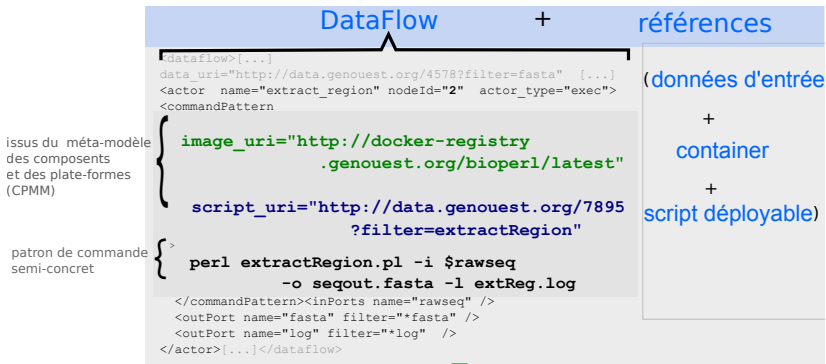 DataFlow + références
<dataflow>[...]
data_uri="http://data.genouest.org/4578?filter=fasta" [...]
<actor name="extract_region" nodeId="2" actor_type="exec">
<commandPattern
image_uri="http://docker-registry
.genouest.org/bioperl/latest"
script_uri="http://data.genouest.org/7895
?filter=extractRegion"
>
perl extractRegion.pl -i $rawseq
-o seqout.fasta -l extReg.log
</commandPattern><inPorts name="rawseq" />
<outPort name="fasta" filter="*fasta" />
<outPort name="log" filter="*log" />
</actor>[...]</dataflow>
issus du méta-modèle
des composants
et des plate-formes
(CPMM)
patron de commande
semi-concret
(données d'entrée
+
container
+
script déployable)